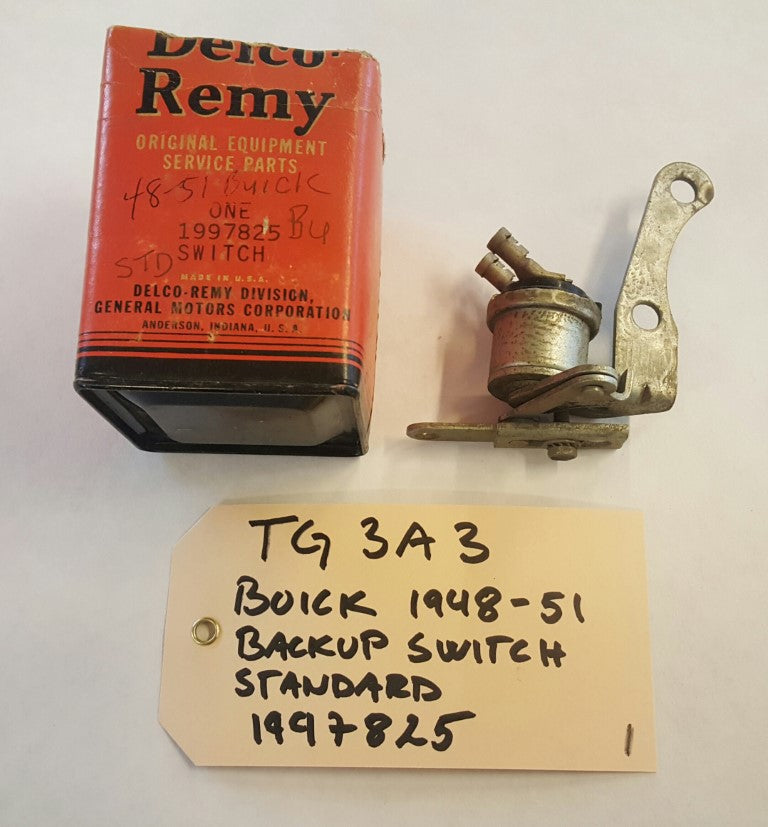 Delco-
Remy
ORIGINAL EQUIPMENT
SERVICE PARTS
48-51 BUICK
ONE
1997825 BU
STD SWITCH
MADE IN U.S.A.
DELCO-REMY DIVISION,
GENERAL MOTORS CORPORATION
ANDERSON, INDIANA, U. S. A.
TG 3A3
BUICK 1948-51
BACKUP SWITCH
STANDARD
1997825
1